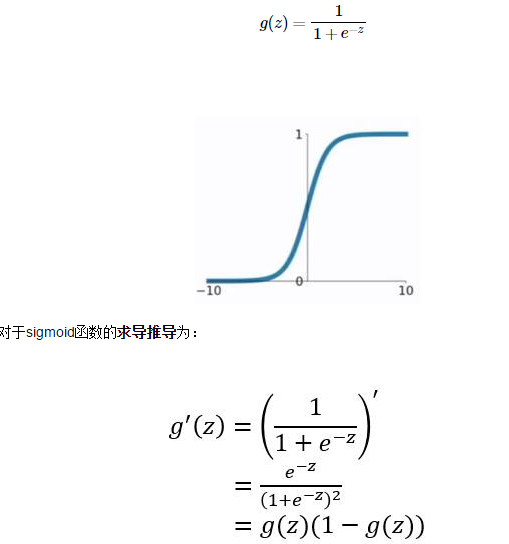 g(z) = 1 / (1 + e^{-z})
1
0
-10 10
对于sigmoid函数的求导推导为：
g′(z) = ( 1 / (1 + e^{-z}) )′
= e^{-z} / (1+e^{-z})^2
= g(z)(1 − g(z))